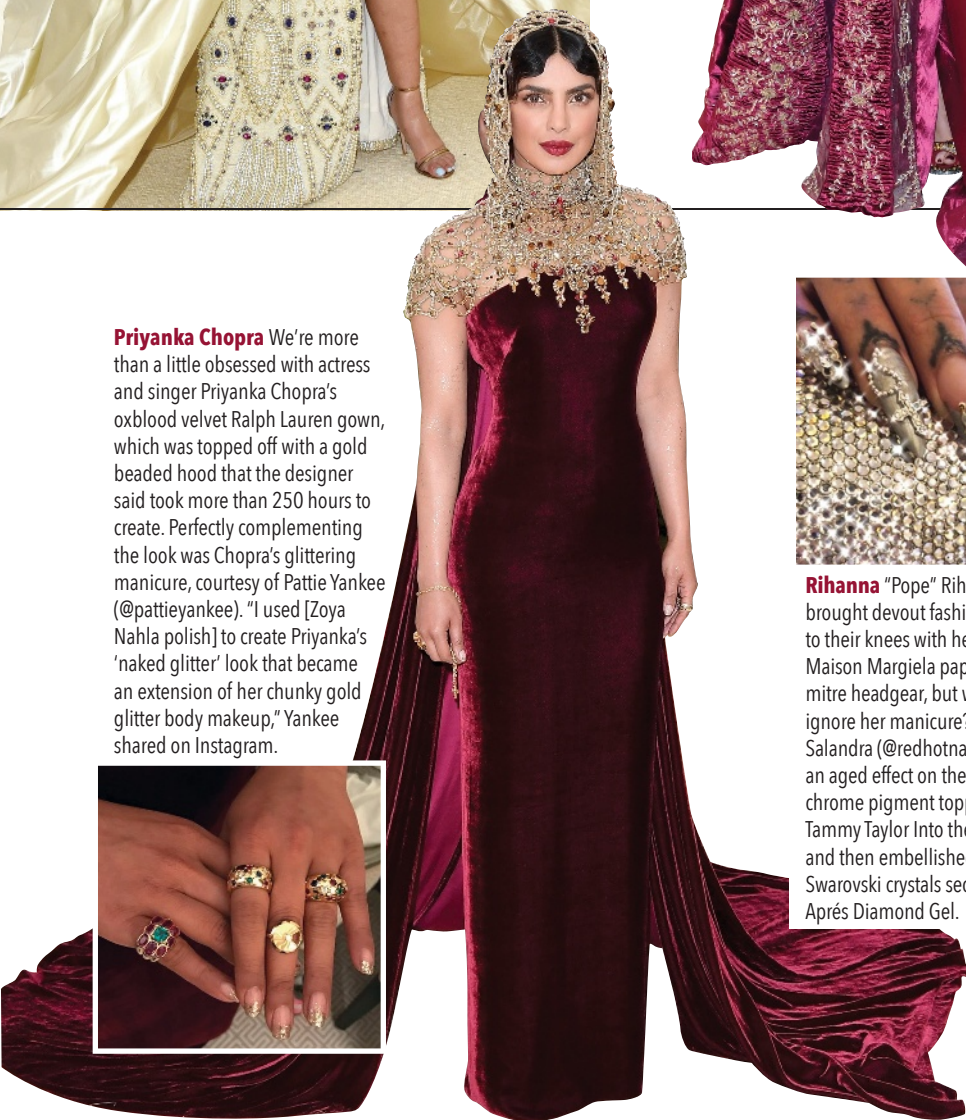 Priyanka Chopra We’re more
than a little obsessed with actress
and singer Priyanka Chopra’s
oxblood velvet Ralph Lauren gown,
which was topped off with a gold
beaded hood that the designer
said took more than 250 hours to
create. Perfectly complementing
the look was Chopra’s glittering
manicure, courtesy of Pattie Yankee
(@pattieyankee). “I used [Zoya
Nahla polish] to create Priyanka’s
‘naked glitter’ look that became
an extension of her chunky gold
glitter body makeup,” Yankee
shared on Instagram.
Rihanna “Pope” Rih
brought devout fashi
to their knees with he
Maison Margiela pap
mitre headgear, but
ignore her manicure?
Salandra (@redhotna
an aged effect on the
chrome pigment topp
Tammy Taylor Into the
and then embellishe
Swarovski crystals sec
Aprés Diamond Gel.